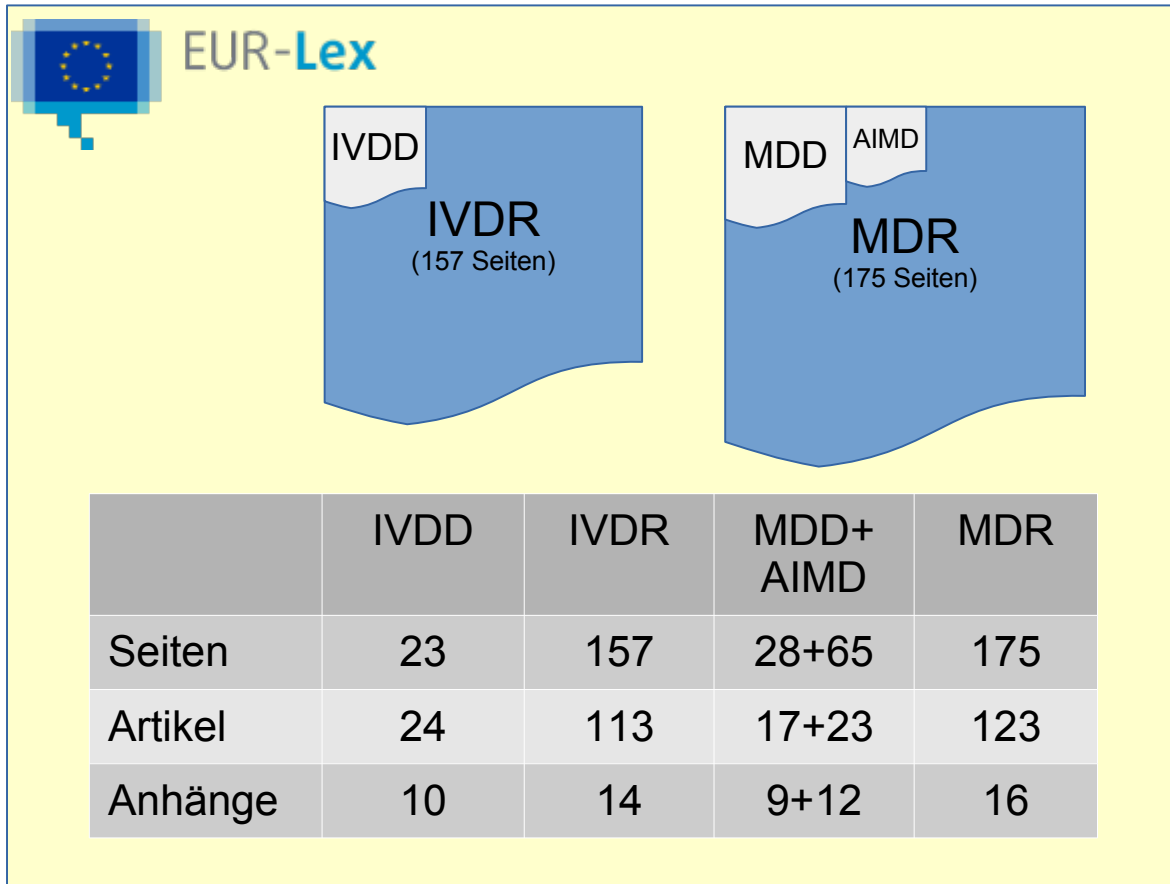 EUR-Lex
IVDD
IVDR
(157 Seiten)
MDD
AIMD
MDR
(175 Seiten)
IVDD IVDR MDD+ MDR
AIMD
Seiten 23 157 28+65 175
Artikel 24 113 17+23 123
Anhänge 10 14 9+12 16